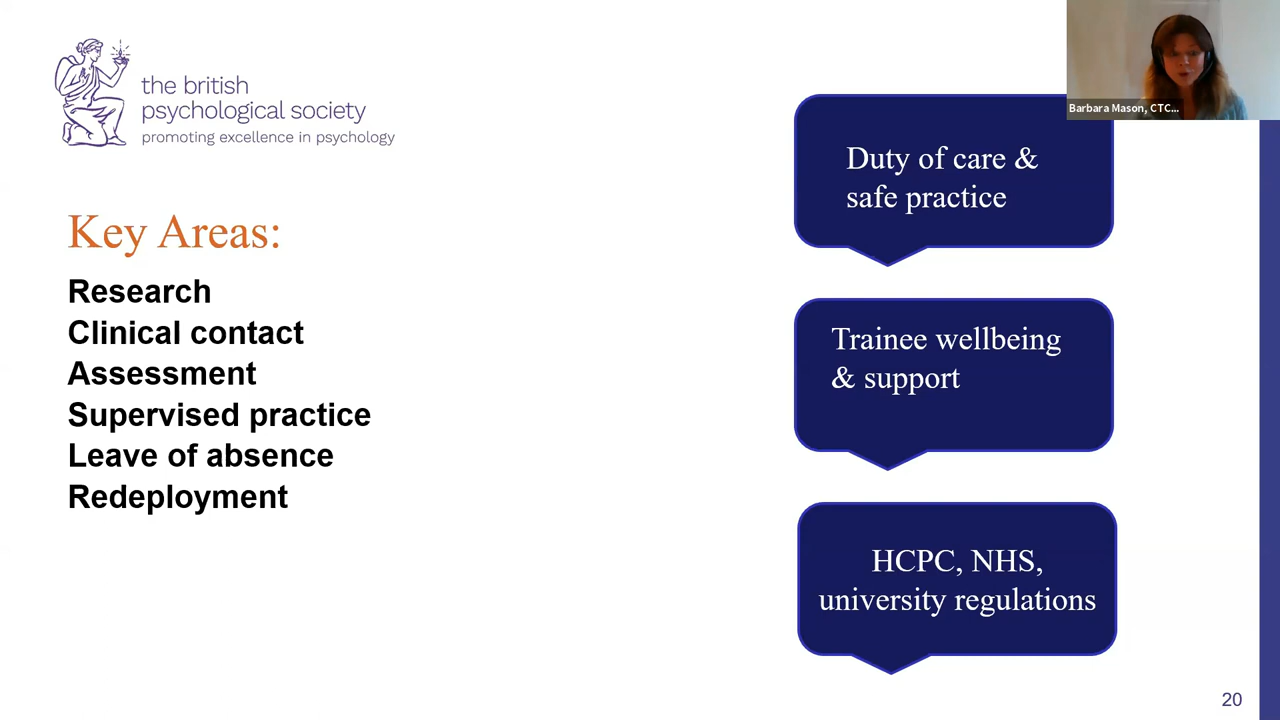 the british
psychological society
promoting excellence in psychology
Key Areas:
Research
Clinical contact
Assessment
Supervised practice
Leave of absence
Redeployment
Barbara Mason, CTC...
Duty of care &
safe practice
Trainee wellbeing
& support
HCPC, NHS,
university regulations
20